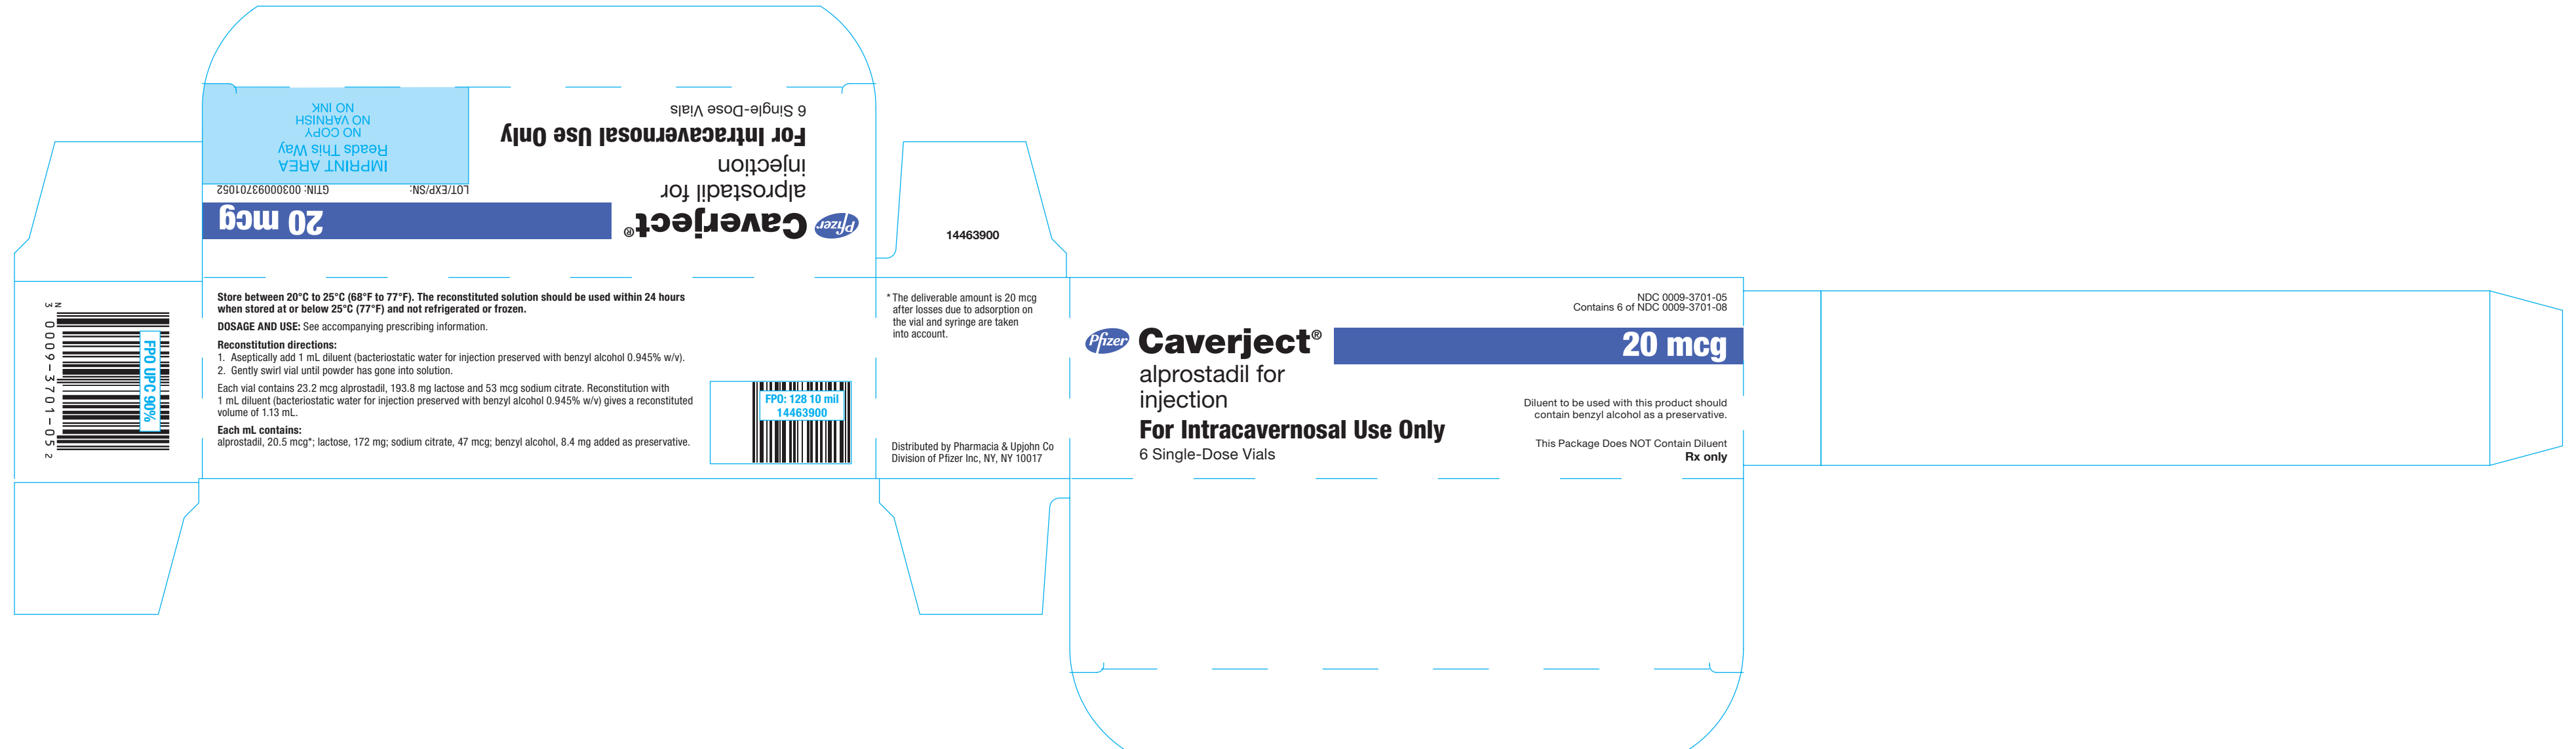 IMPRINT AREA
Reads This Way
NO COPY
NO VARNISH
NO INK
LOT/EXP/SN:
GTIN: 00300093701052
Pfizer
Caverject®
20 mcg
alprostadil for
injection
For Intracavernosal Use Only
6 Single-Dose Vials
14463900
N
3 0009-3701-05 2
FPO UPC 90%
Store between 20°C to 25°C (68°F to 77°F). The reconstituted solution should be used within 24 hours
when stored at or below 25°C (77°F) and not refrigerated or frozen.
DOSAGE AND USE: See accompanying prescribing information.
Reconstitution directions:
1. Aseptically add 1 mL diluent (bacteriostatic water for injection preserved with benzyl alcohol 0.945% w/v).
2. Gently swirl vial until powder has gone into solution.
Each vial contains 23.2 mcg alprostadil, 193.8 mg lactose and 53 mcg sodium citrate. Reconstitution with
1 mL diluent (bacteriostatic water for injection preserved with benzyl alcohol 0.945% w/v) gives a reconstituted
volume of 1.13 mL.
Each mL contains:
alprostadil, 20.5 mcg*; lactose, 172 mg; sodium citrate, 47 mcg; benzyl alcohol, 8.4 mg added as preservative.
FPO: 128 10 mil
14463900
* The deliverable amount is 20 mcg
after losses due to adsorption on
the vial and syringe are taken
into account.
Distributed by Pharmacia & Upjohn Co
Division of Pfizer Inc, NY, NY 10017
NDC 0009-3701-05
Contains 6 of NDC 0009-3701-08
Pfizer
Caverject®
20 mcg
alprostadil for
injection
For Intracavernosal Use Only
6 Single-Dose Vials
Diluent to be used with this product should
contain benzyl alcohol as a preservative.
This Package Does NOT Contain Diluent
Rx only